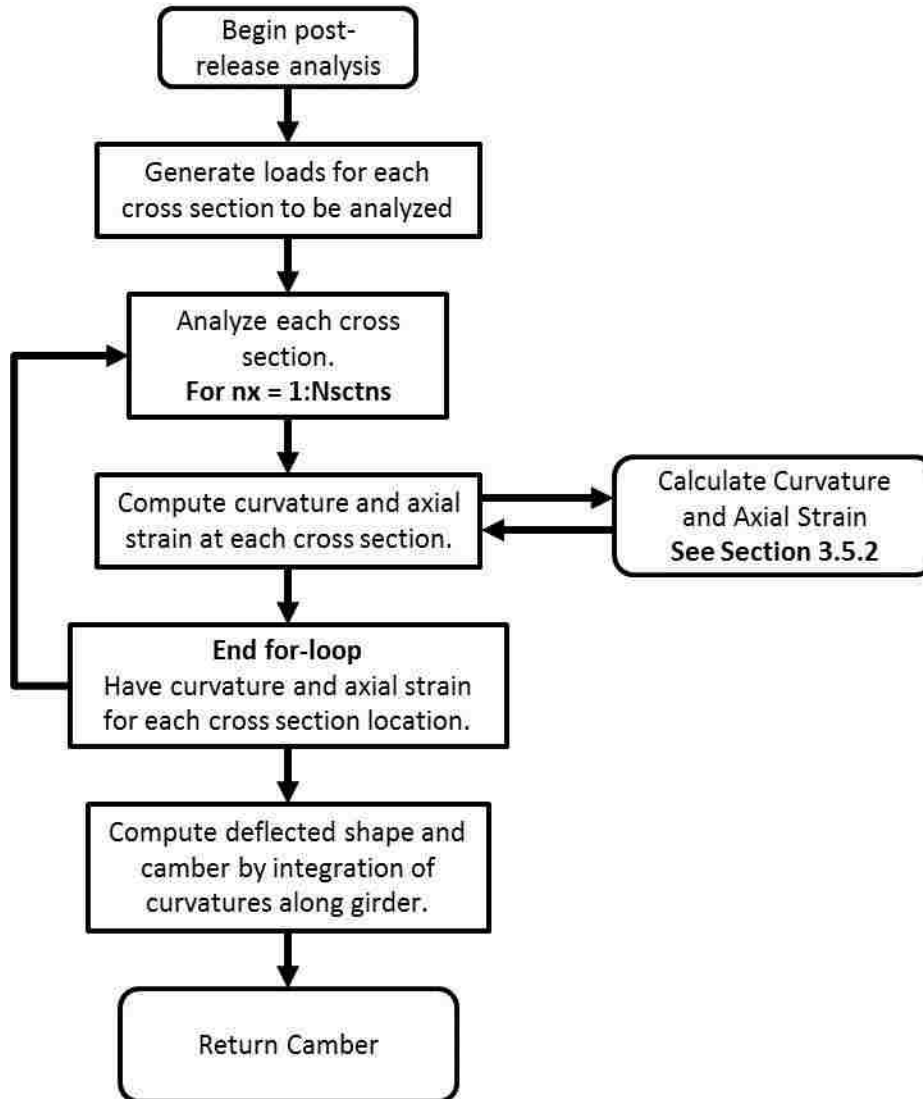 Begin post-
release analysis
Generate loads for each
cross section to be analyzed
Analyze each cross
section.
For nx = 1:Nsctns
Compute curvature and axial
strain at each cross section.
Calculate Curvature
and Axial Strain
See Section 3.5.2
End for-loop
Have curvature and axial strain
for each cross section location.
Compute deflected shape and
camber by integration of
curvatures along girder.
Return Camber